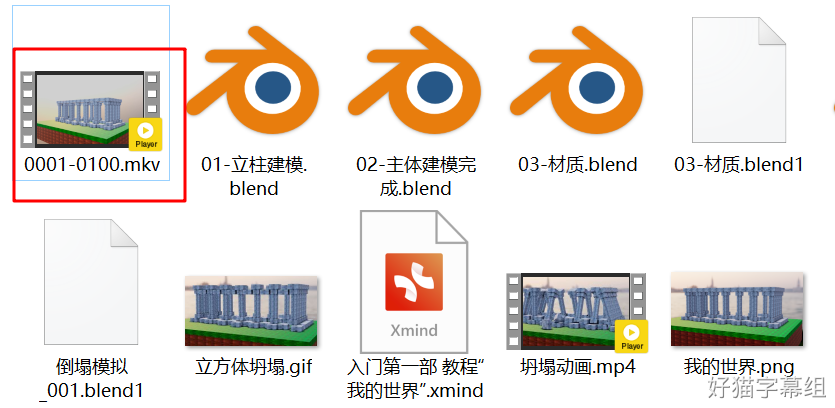 Player
0001-0100.mkv
01-立柱建模.
blend
02-主体建模完
成.blend
03-材质.blend
03-材质.blend1
倒塌模拟
_001.blend1
立方体坍塌.gif
Xmind
入门第一部 教程“
我的世界”.xmind
Player
坍塌动画.mp4
我的世界.png
好猫字幕组